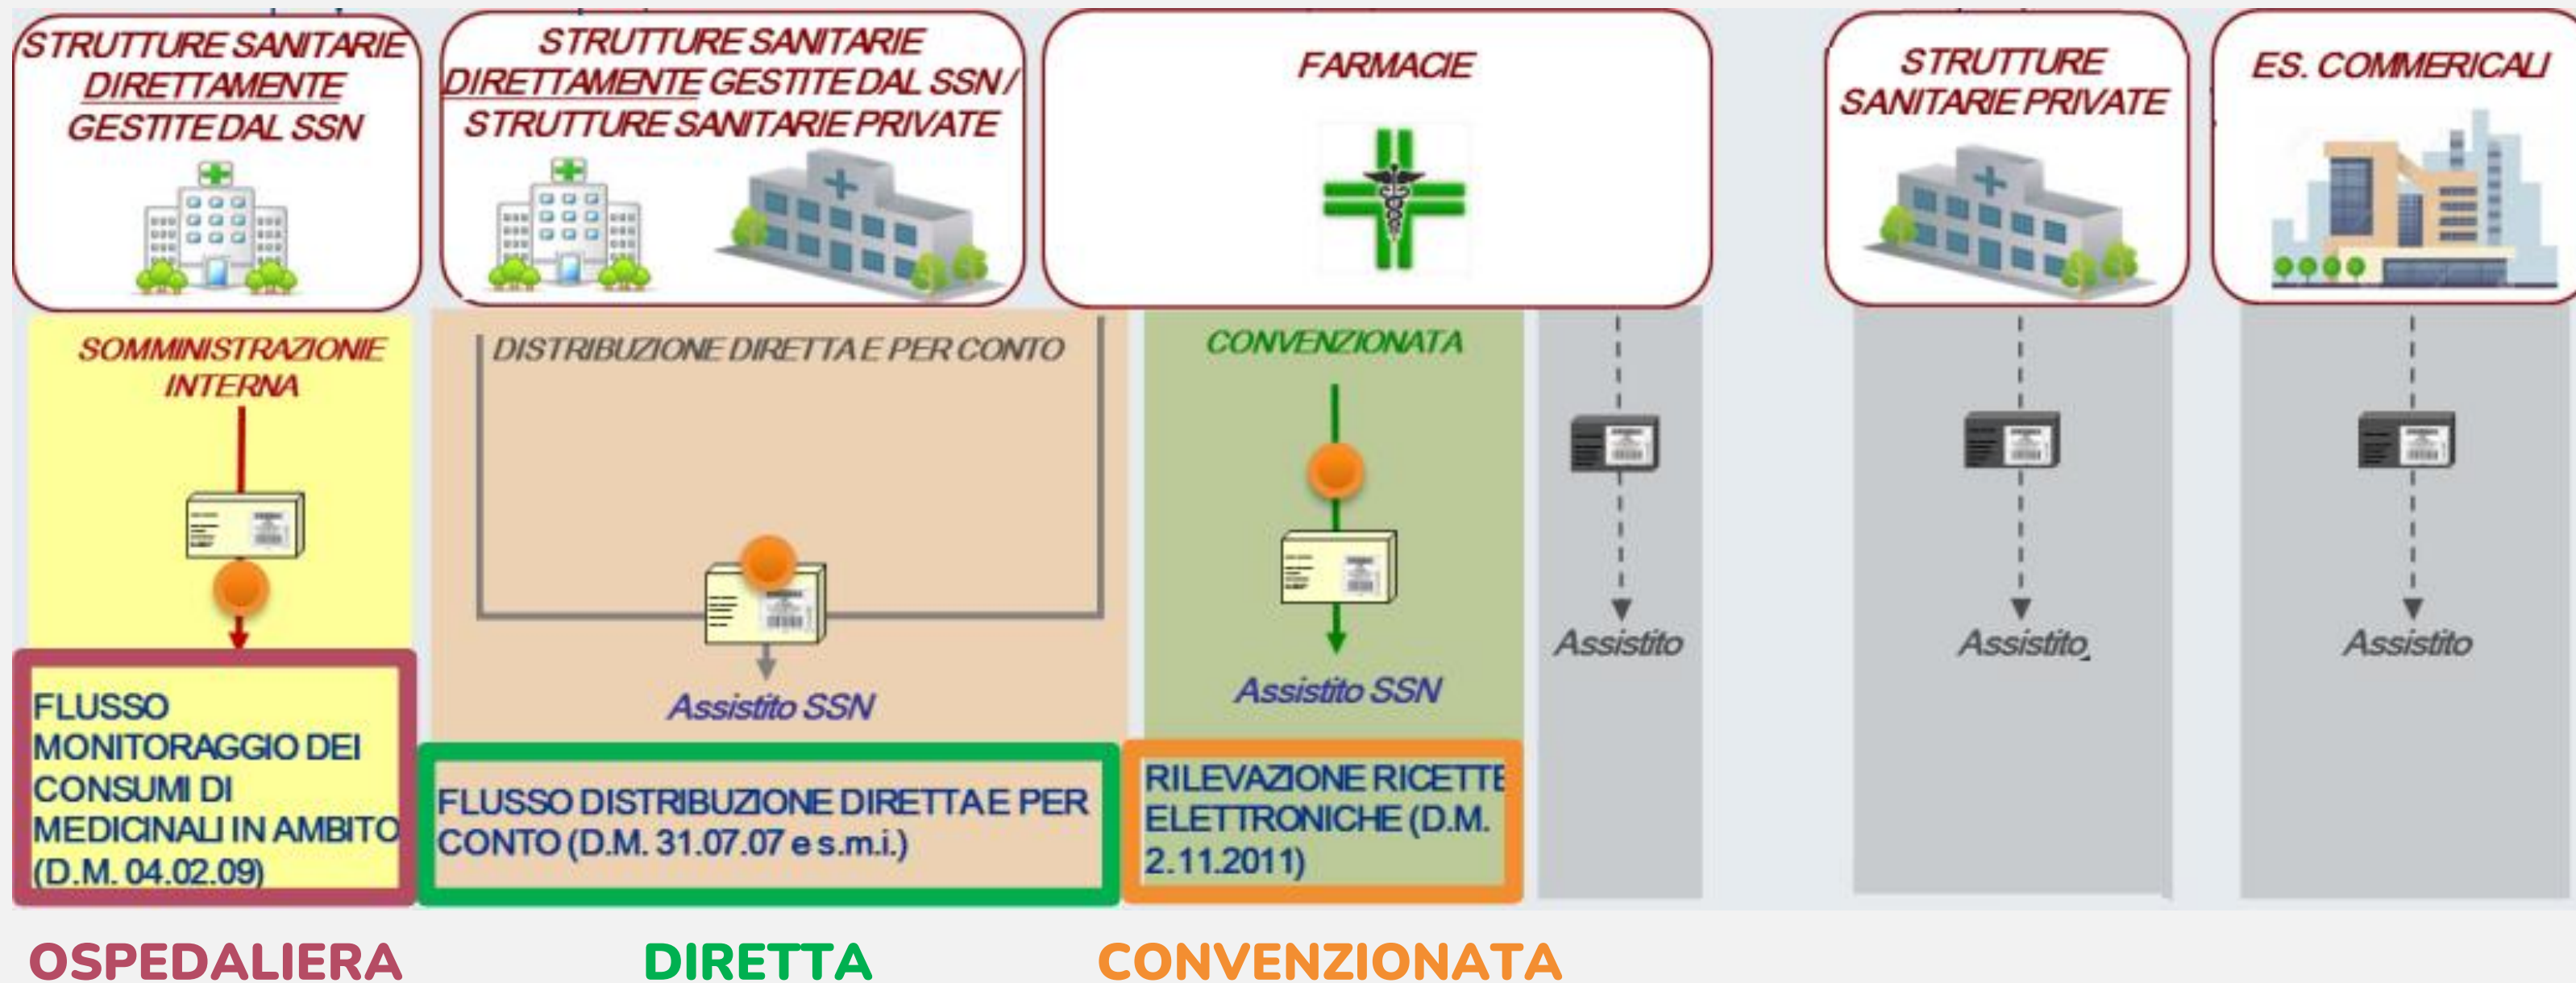 STRUTTURE SANITARIE
DIRETTAMENTE
GESTITE DAL SSN
STRUTTURE SANITARIE
DIRETTAMENTE GESTITE DAL SSN /
STRUTTURE SANITARIE PRIVATE
FARMACIE
STRUTTURE
SANITARIE PRIVATE
ES. COMMERICALI
SOMMINISTRAZIONIE
INTERNA
DISTRIBUZIONE DIRETTA E PER CONTO
CONVENZIONATA
Assistito
Assistito
Assistito
Assistito SSN
Assistito SSN
FLUSSO
MONITORAGGIO DEI
CONSUMI DI
MEDICINALI IN AMBITO
(D.M. 04.02.09)
FLUSSO DISTRIBUZIONE DIRETTA E PER
CONTO (D.M. 31.07.07 e s.m.i.)
RILEVAZIONE RICETTE
ELETTRONICHE (D.M.
2.11.2011)
OSPEDALIERA
DIRETTA
CONVENZIONATA